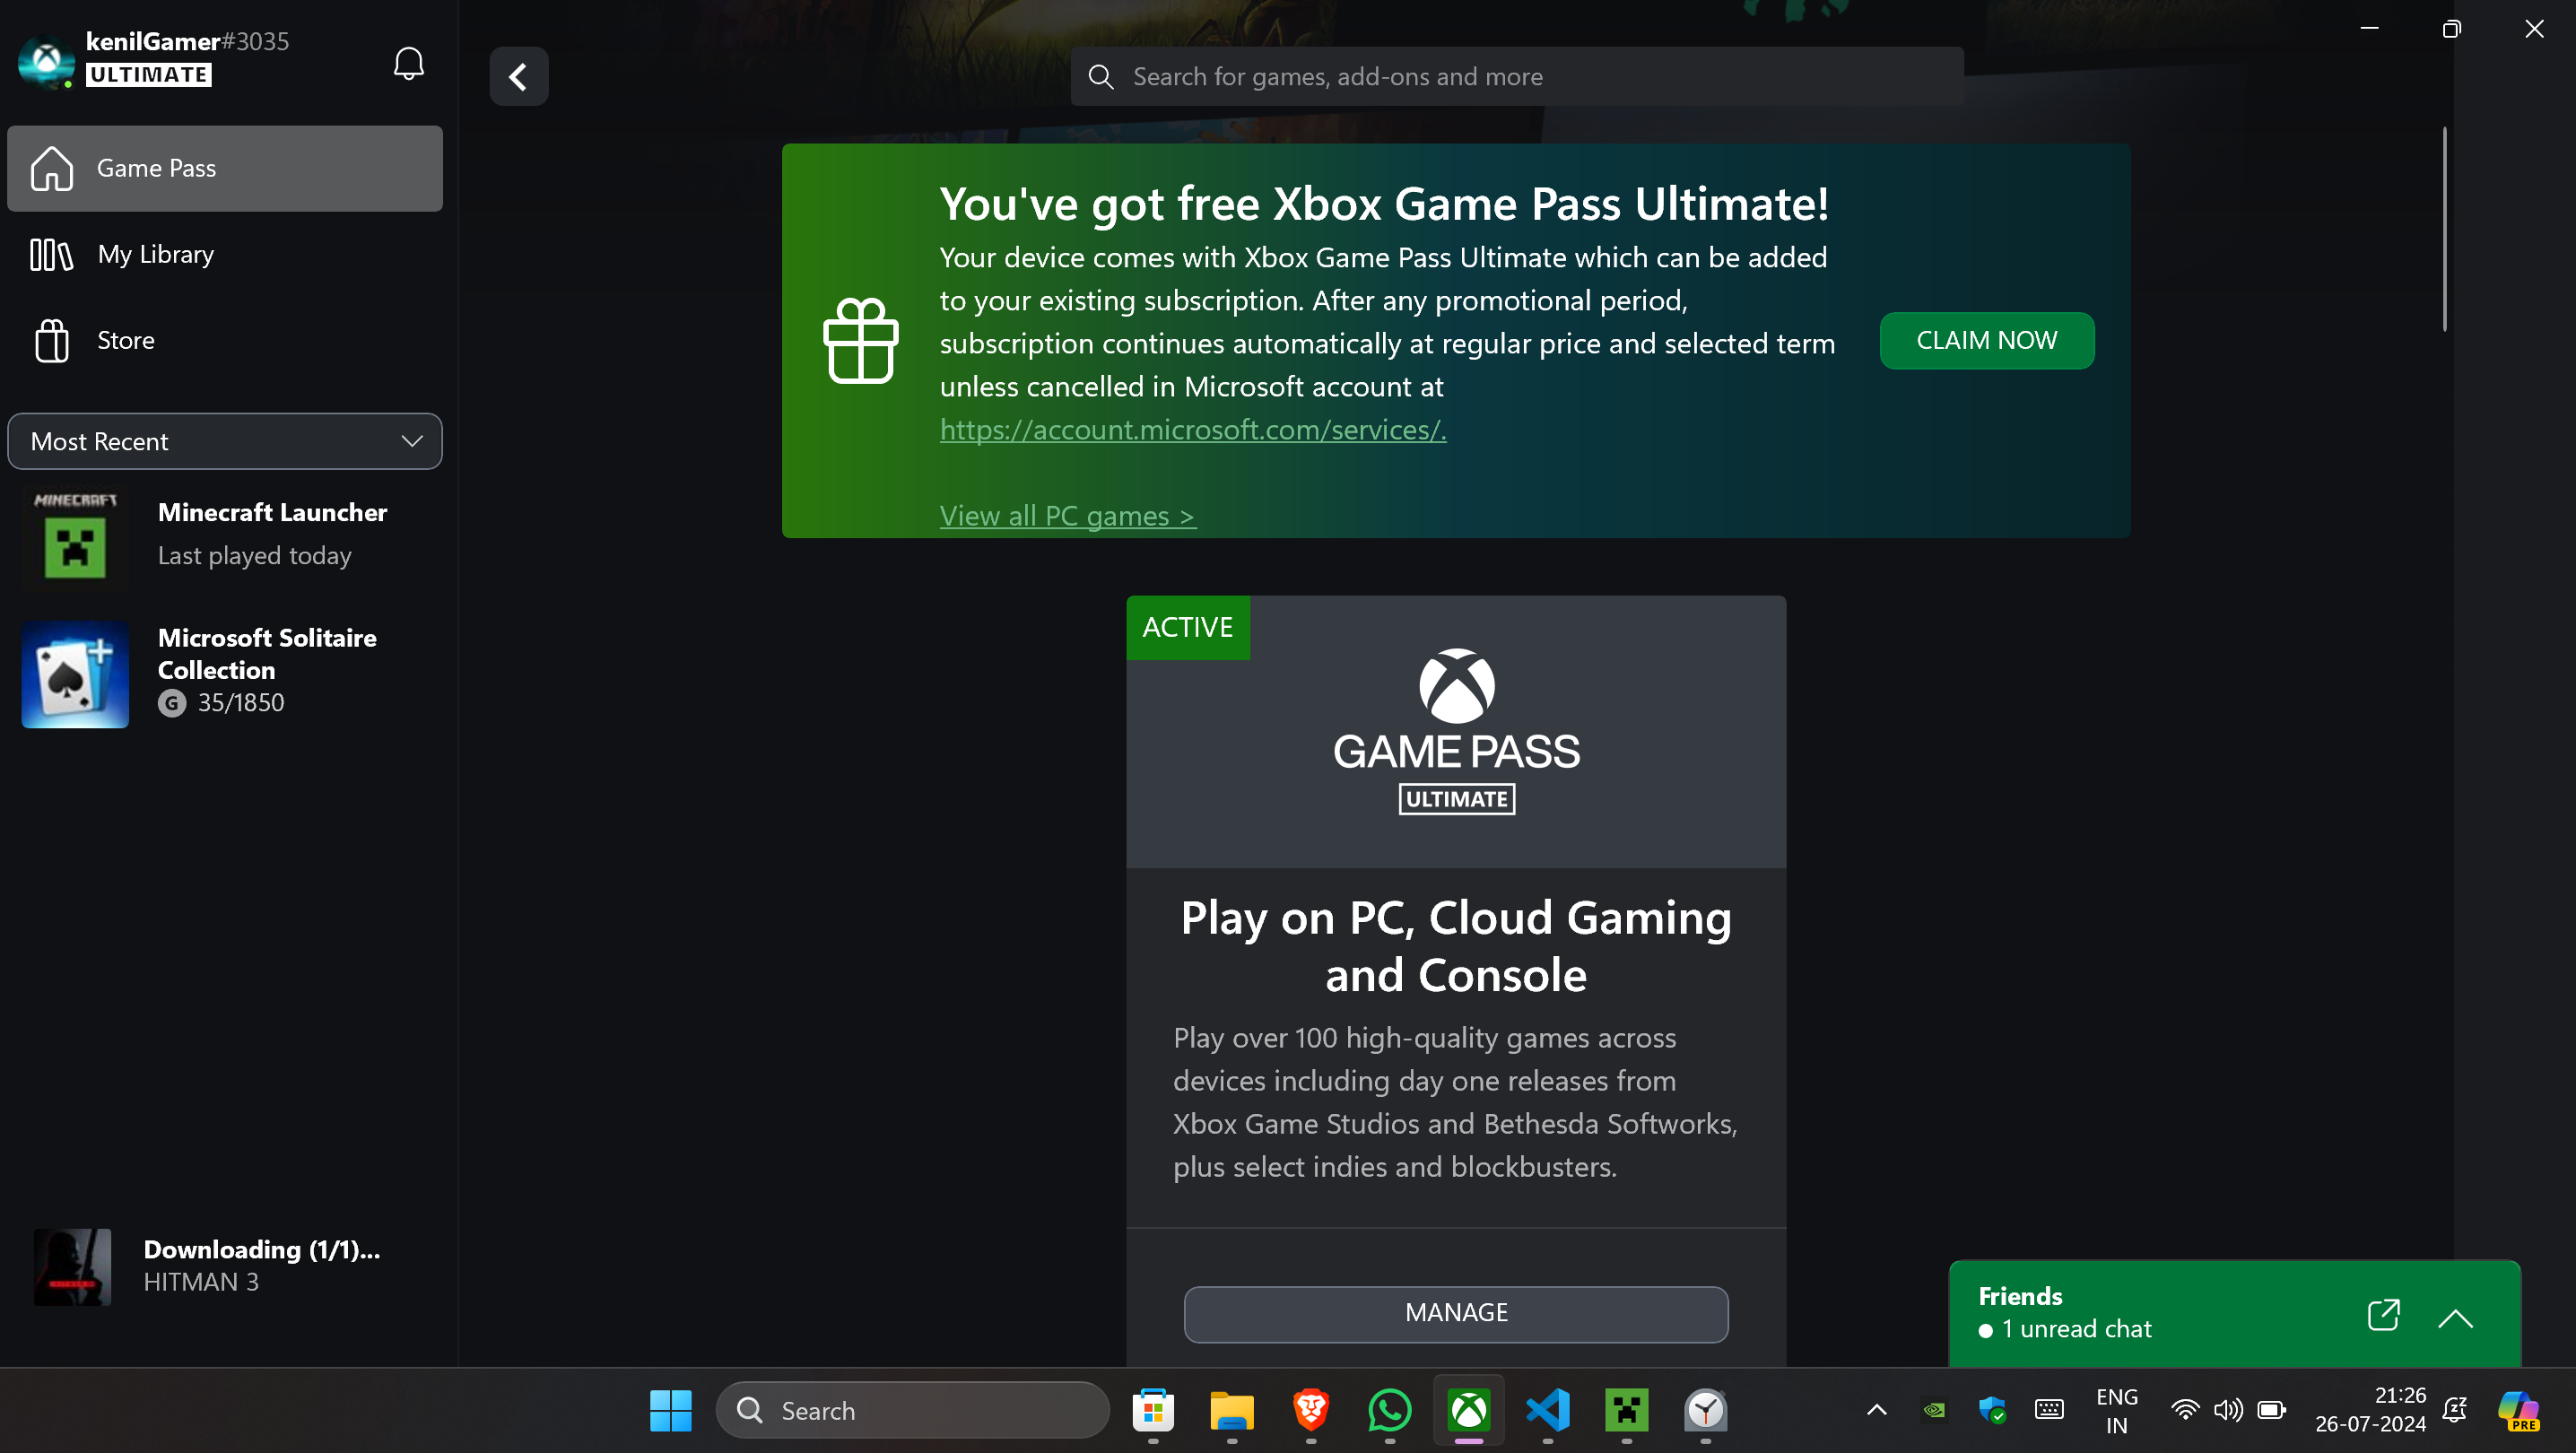 kenilGamer#3035
ULTIMATE
Game Pass
My Library
Store
Most Recent
MINECRAFT
Minecraft Launcher
Last played today
Microsoft Solitaire
Collection
G 35/1850
Downloading (1/1)...
HITMAN 3
Search for games, add-ons and more
You've got free Xbox Game Pass Ultimate!
Your device comes with Xbox Game Pass Ultimate which can be added
to your existing subscription. After any promotional period,
subscription continues automatically at regular price and selected term
unless cancelled in Microsoft account at
https://account.microsoft.com/services/.
View all PC games >
CLAIM NOW
ACTIVE
GAME PASS
ULTIMATE
Play on PC, Cloud Gaming
and Console
Play over 100 high-quality games across
devices including day one releases from
Xbox Game Studios and Bethesda Softworks,
plus select indies and blockbusters.
MANAGE
Friends
1 unread chat
Search
ENG
IN
21:26
26-07-2024
PRE